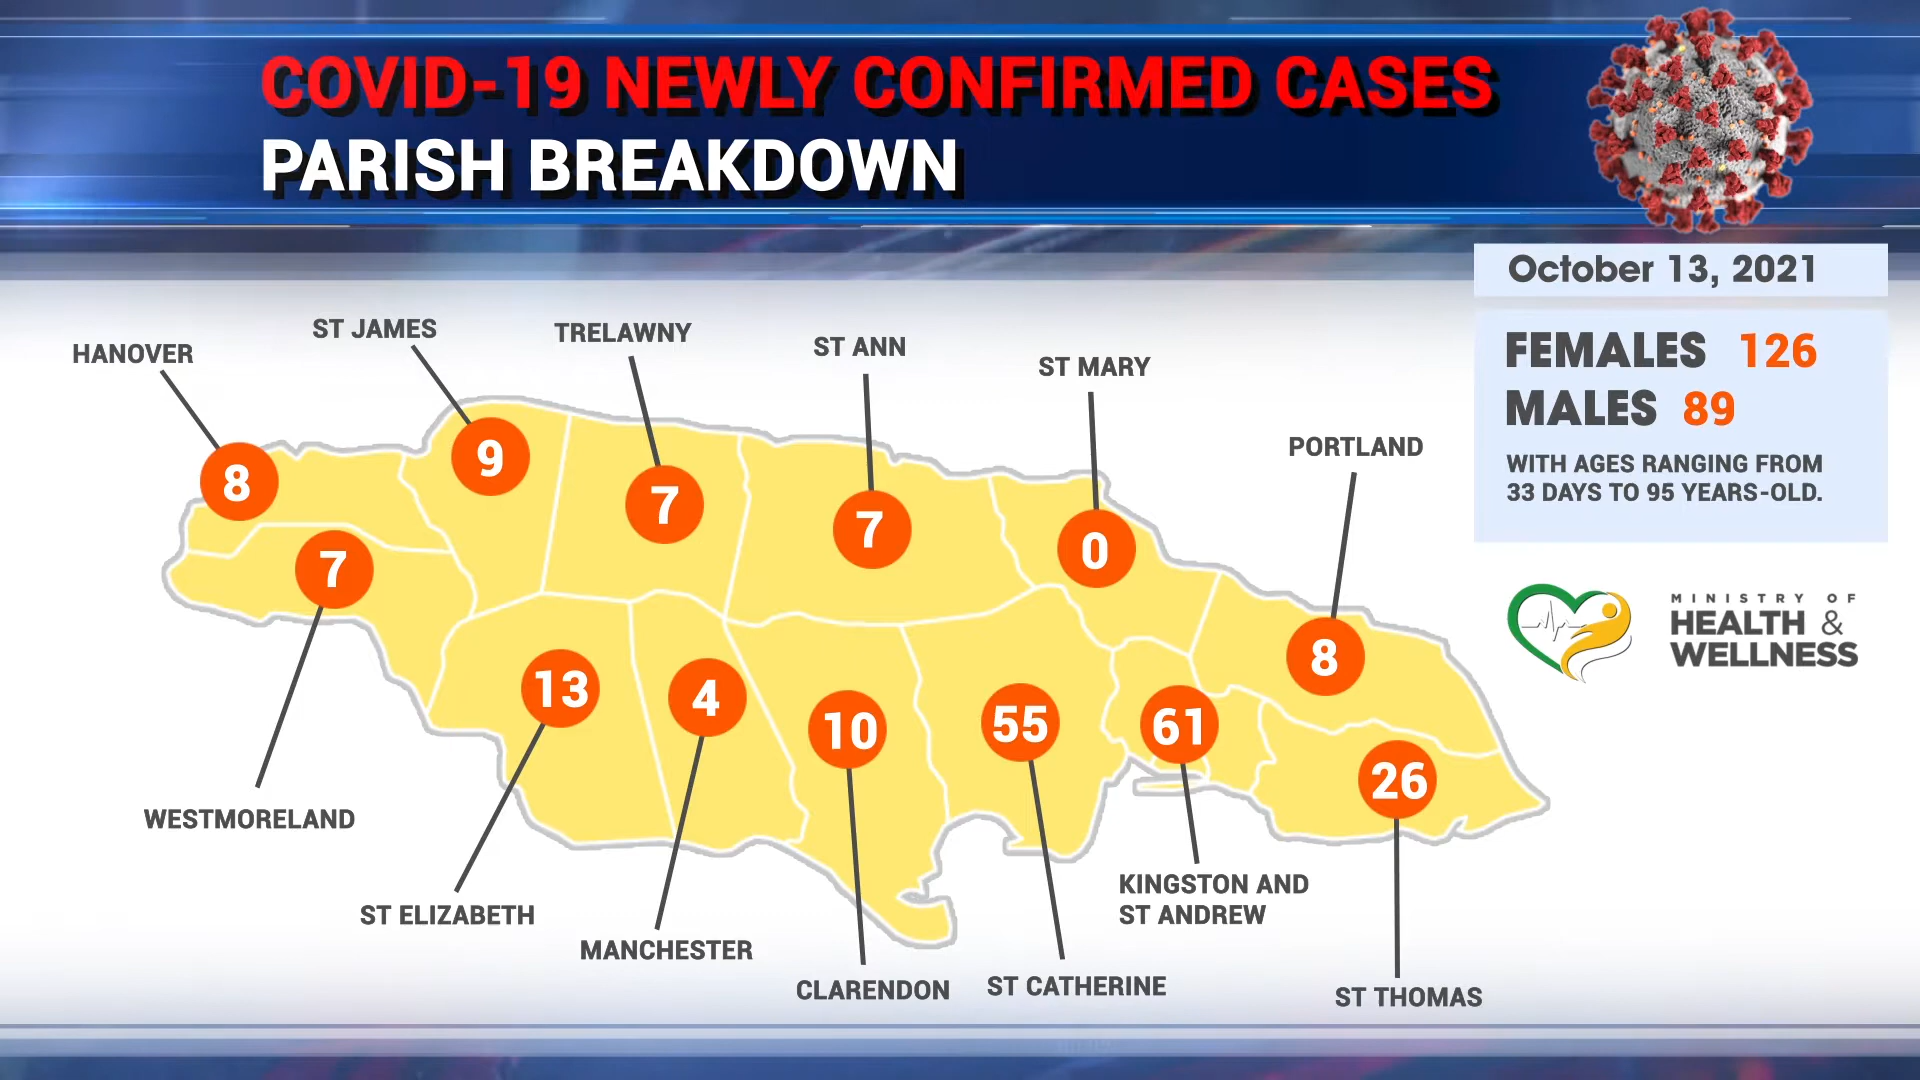 COVID-19 NEWLY CONFIRMED CASES
PARISH BREAKDOWN
October 13, 2021
FEMALES 126
MALES 89
WITH AGES RANGING FROM
33 DAYS TO 95 YEARS-OLD.
MINISTRY OF
HEALTH &
WELLNESS
HANOVER
8
ST JAMES
9
TRELAWNY
7
ST ANN
7
ST MARY
0
PORTLAND
8
WESTMORELAND
7
ST ELIZABETH
13
MANCHESTER
4
CLARENDON
10
ST CATHERINE
55
KINGSTON AND
ST ANDREW
61
ST THOMAS
26